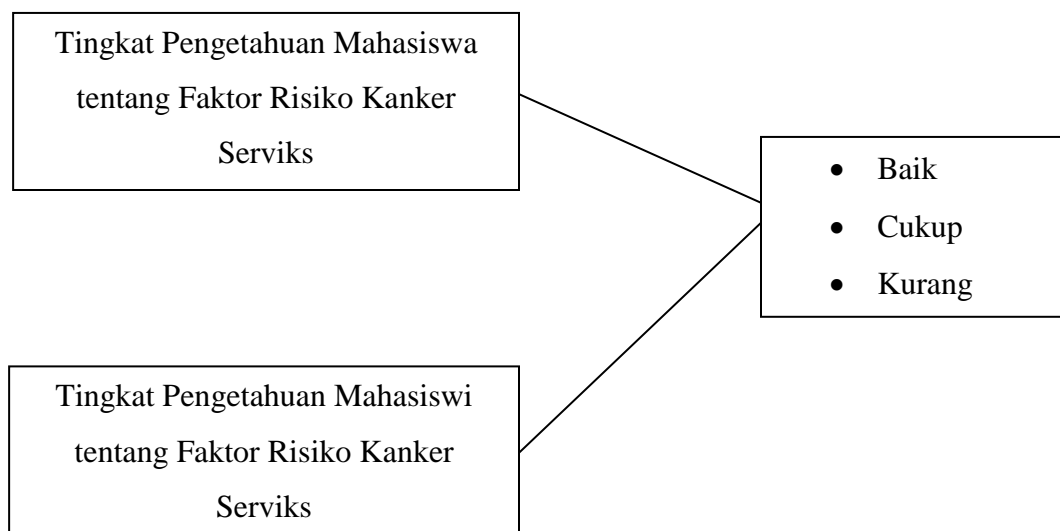 Tingkat Pengetahuan Mahasiswa
tentang Faktor Risiko Kanker
Serviks
• Baik
• Cukup
• Kurang
Tingkat Pengetahuan Mahasiswi
tentang Faktor Risiko Kanker
Serviks